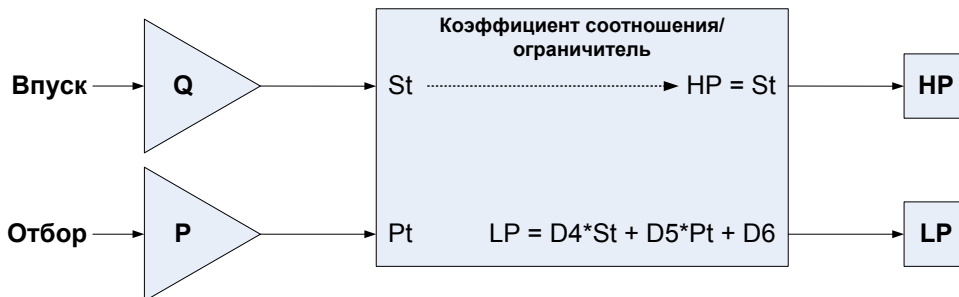 Коэффициент соотношения/
ограничитель
Впуск
Q
St
HP = St
HP
Отбор
P
Pt
LP = D4*St + D5*Pt + D6
LP